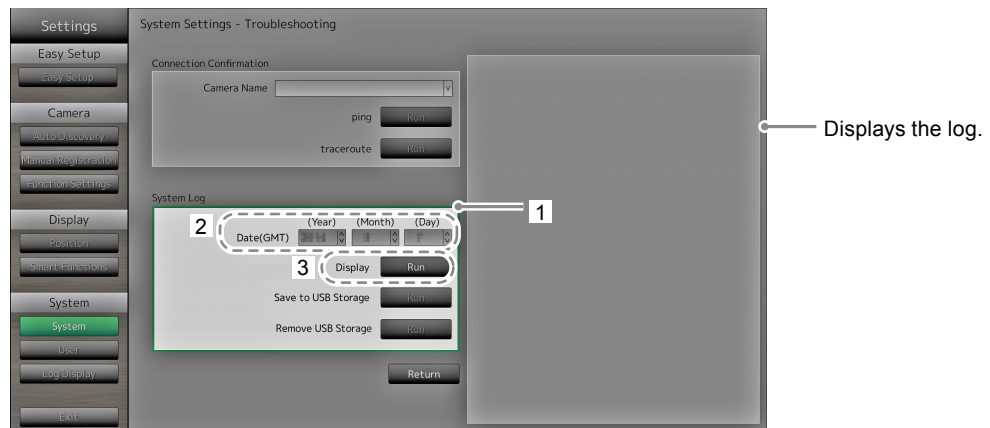 Settings
System Settings - Troubleshooting
Easy Setup
Easy Setup
Camera
Auto Discovery
Manual Registration
Function Settings
Display
Position
Smart Functions
System
System
User
Log Display
Exit
Connection Confirmation
Camera Name
ping Run
traceroute Run
System Log
1
2
(Year) (Month) (Day)
Date(GMT)
3
Display Run
Save to USB Storage Run
Remove USB Storage Run
Return
Displays the log.